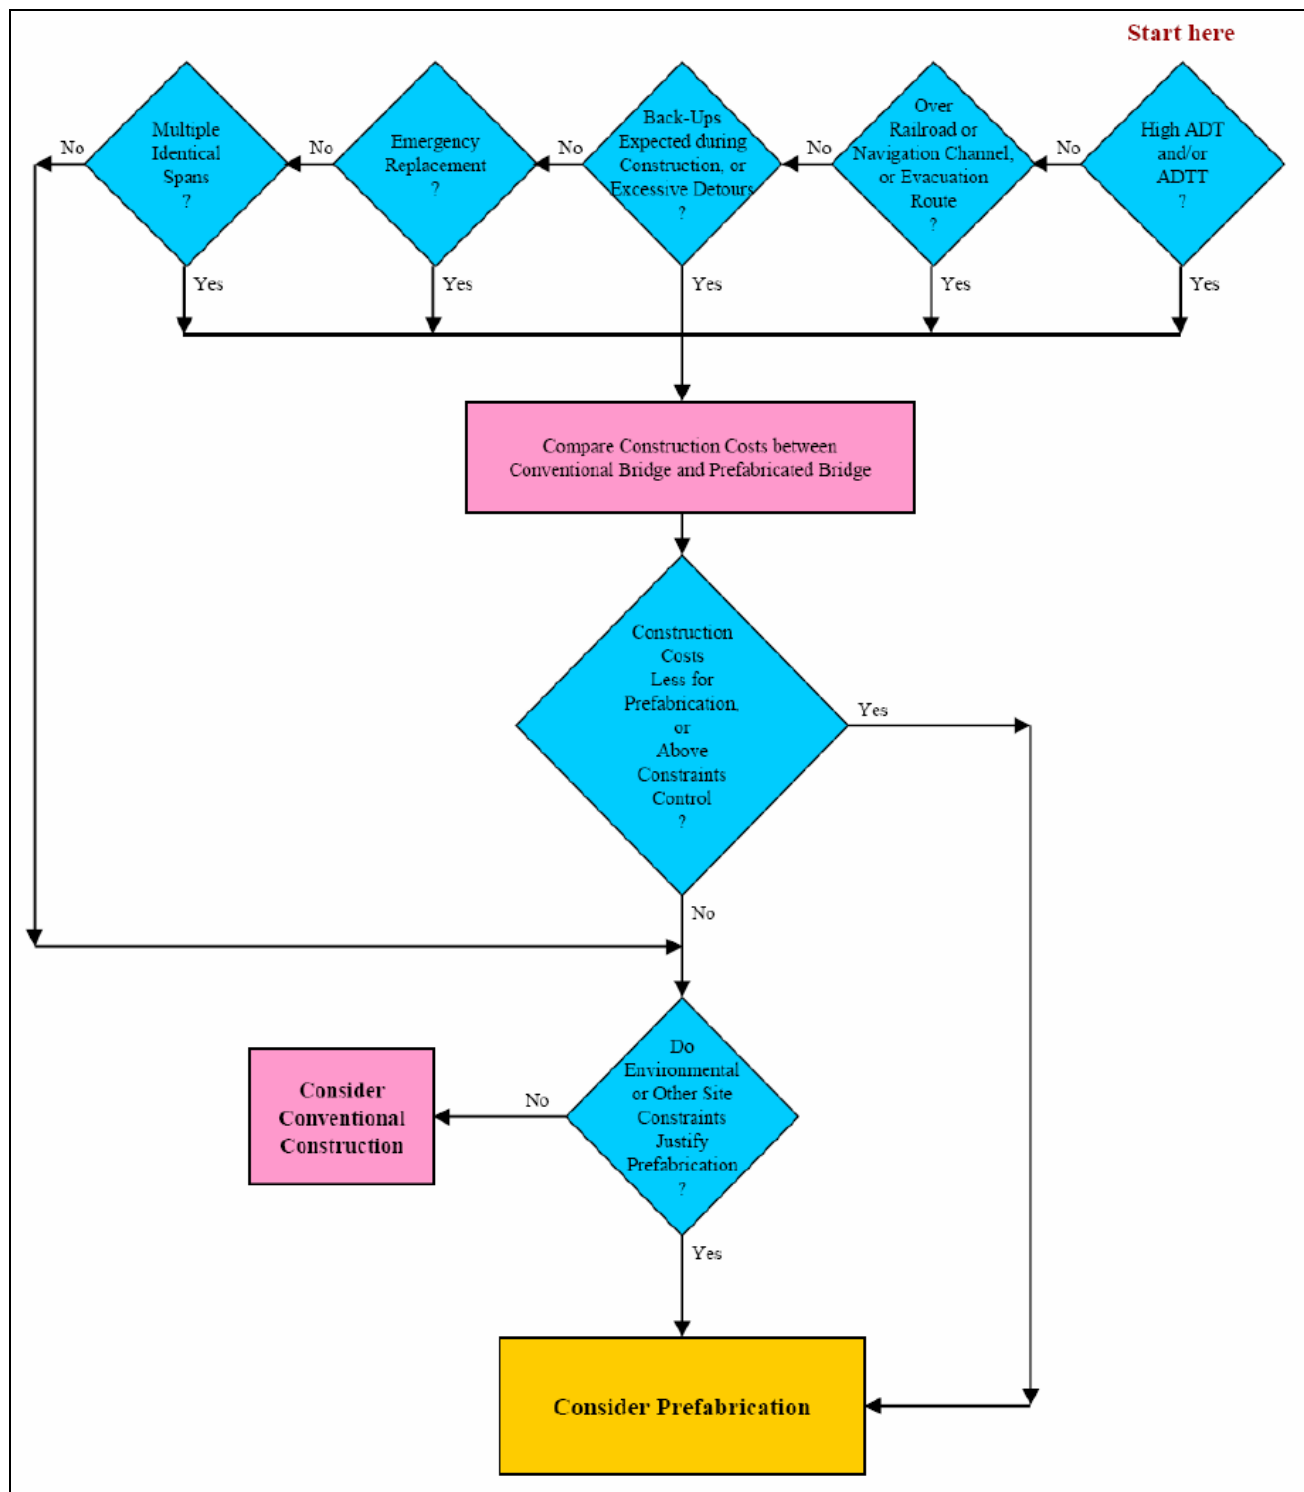 Start here
Multiple
Identical
Spans
?
Emergency
Replacement
?
Back-Ups
Expected during
Construction, or
Excessive Detours
?
Over
Railroad or
Navigation Channel,
or Evacuation
Route
?
High ADT
and/or
ADTT
?
No
No
No
No
No
Yes
Yes
Yes
Yes
Yes
Compare Construction Costs between
Conventional Bridge and Prefabricated Bridge
Construction
Costs
Less for
Prefabrication,
or
Above
Constraints
Control
?
Yes
No
Do
Environmental
or Other Site
Constraints
Justify
Prefabrication
?
No
Consider
Conventional
Construction
Yes
Consider Prefabrication